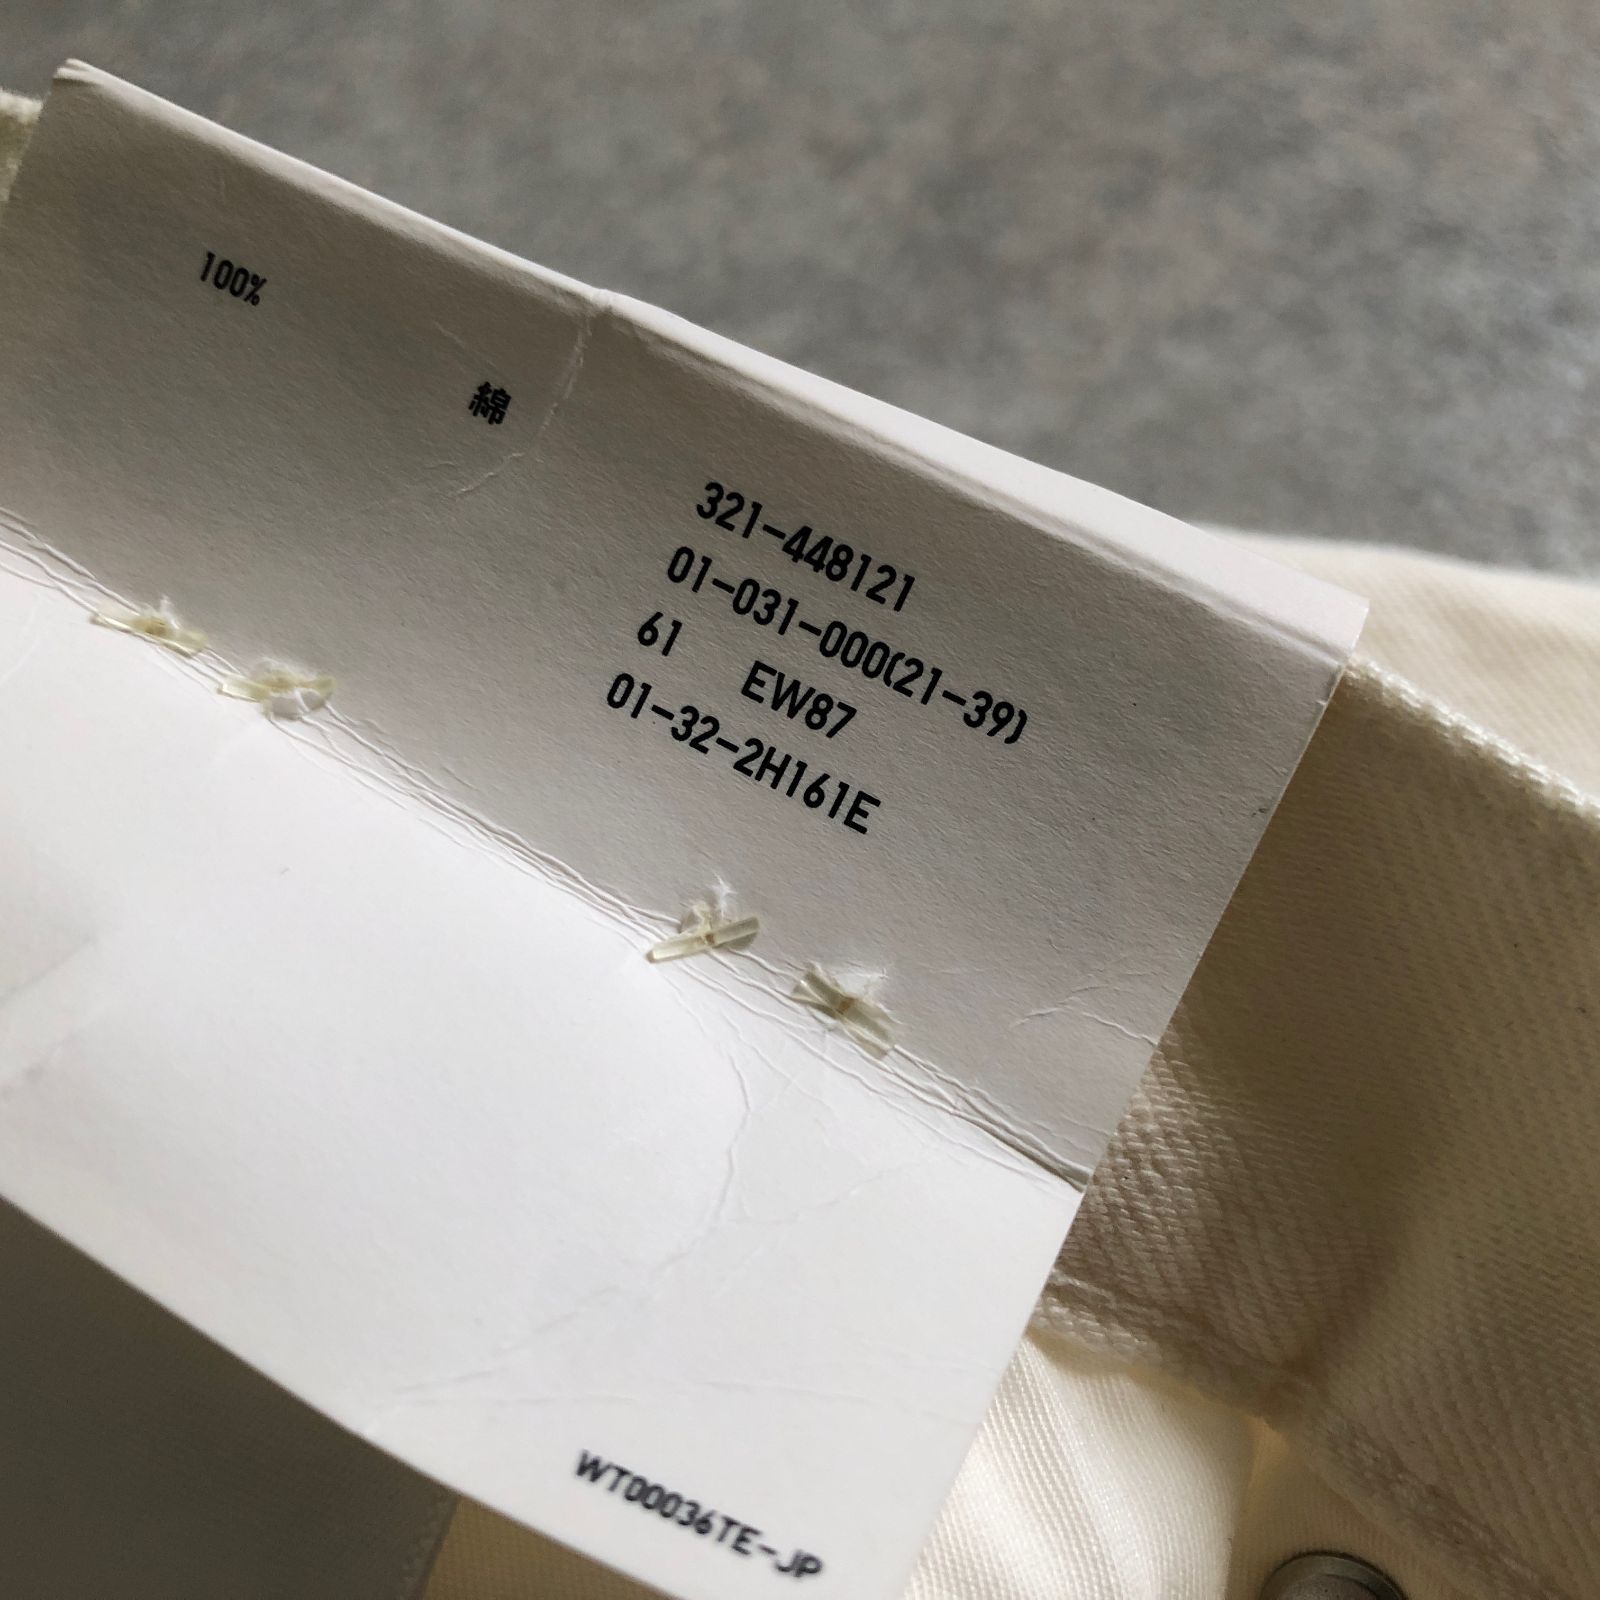 100%
綿
321-448121
01-031-000(21-39)
61 EW87
01-32-2H161E
WT00036TE-JP